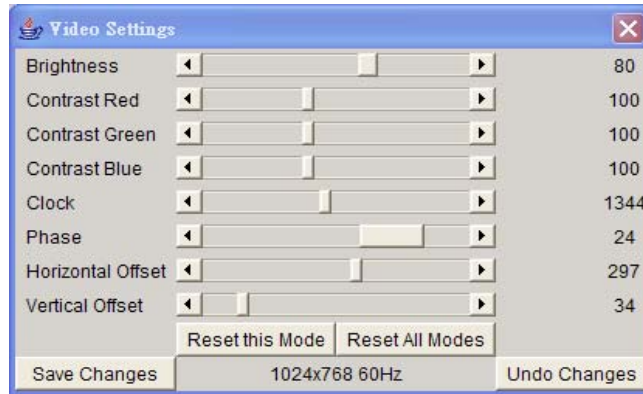 Video Settings
Brightness 80
Contrast Red 100
Contrast Green 100
Contrast Blue 100
Clock 1344
Phase 24
Horizontal Offset 297
Vertical Offset 34
Reset this Mode Reset All Modes
Save Changes 1024x768 60Hz Undo Changes